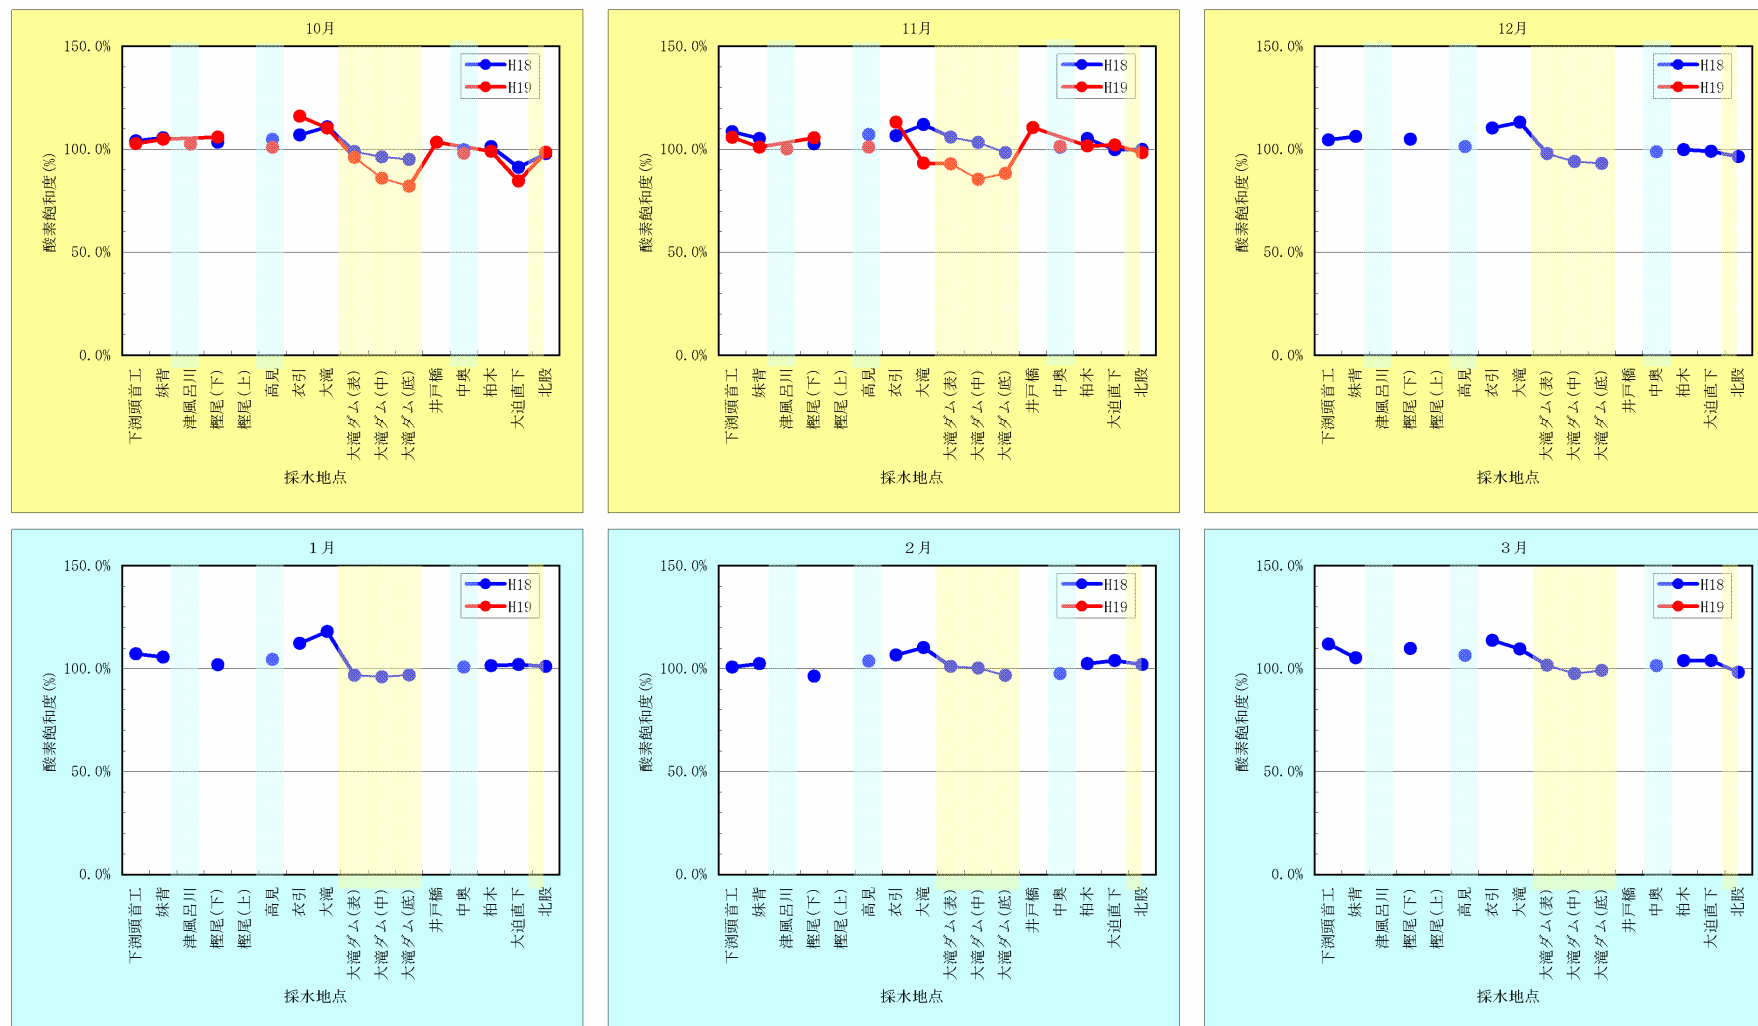 10月
150.0%
100.0%
50.0%
0.0%
酸素飽和度(%)
H18
H19
下渕頭首工
妹背
津風呂川
樫尾(下)
樫尾(上)
高見
衣引
大滝
大滝ダム(表)
大滝ダム(中)
大滝ダム(底)
井戸橋
中奥
柏木
大迫直下
北股
採水地点
11月
150.0%
100.0%
50.0%
0.0%
酸素飽和度(%)
H18
H19
下渕頭首工
妹背
津風呂川
樫尾(下)
樫尾(上)
高見
衣引
大滝
大滝ダム(表)
大滝ダム(中)
大滝ダム(底)
井戸橋
中奥
柏木
大迫直下
北股
採水地点
12月
150.0%
100.0%
50.0%
0.0%
酸素飽和度(%)
H18
H19
下渕頭首工
妹背
津風呂川
樫尾(下)
樫尾(上)
高見
衣引
大滝
大滝ダム(表)
大滝ダム(中)
大滝ダム(底)
井戸橋
中奥
柏木
大迫直下
北股
採水地点
1月
150.0%
100.0%
50.0%
0.0%
酸素飽和度(%)
H18
H19
下渕頭首工
妹背
津風呂川
樫尾(下)
樫尾(上)
高見
衣引
大滝
大滝ダム(表)
大滝ダム(中)
大滝ダム(底)
井戸橋
中奥
柏木
大迫直下
北股
採水地点
2月
150.0%
100.0%
50.0%
0.0%
酸素飽和度(%)
H18
H19
下渕頭首工
妹背
津風呂川
樫尾(下)
樫尾(上)
高見
衣引
大滝
大滝ダム(表)
大滝ダム(中)
大滝ダム(底)
井戸橋
中奥
柏木
大迫直下
北股
採水地点
3月
150.0%
100.0%
50.0%
0.0%
酸素飽和度(%)
H18
H19
下渕頭首工
妹背
津風呂川
樫尾(下)
樫尾(上)
高見
衣引
大滝
大滝ダム(表)
大滝ダム(中)
大滝ダム(底)
井戸橋
中奥
柏木
大迫直下
北股
採水地点